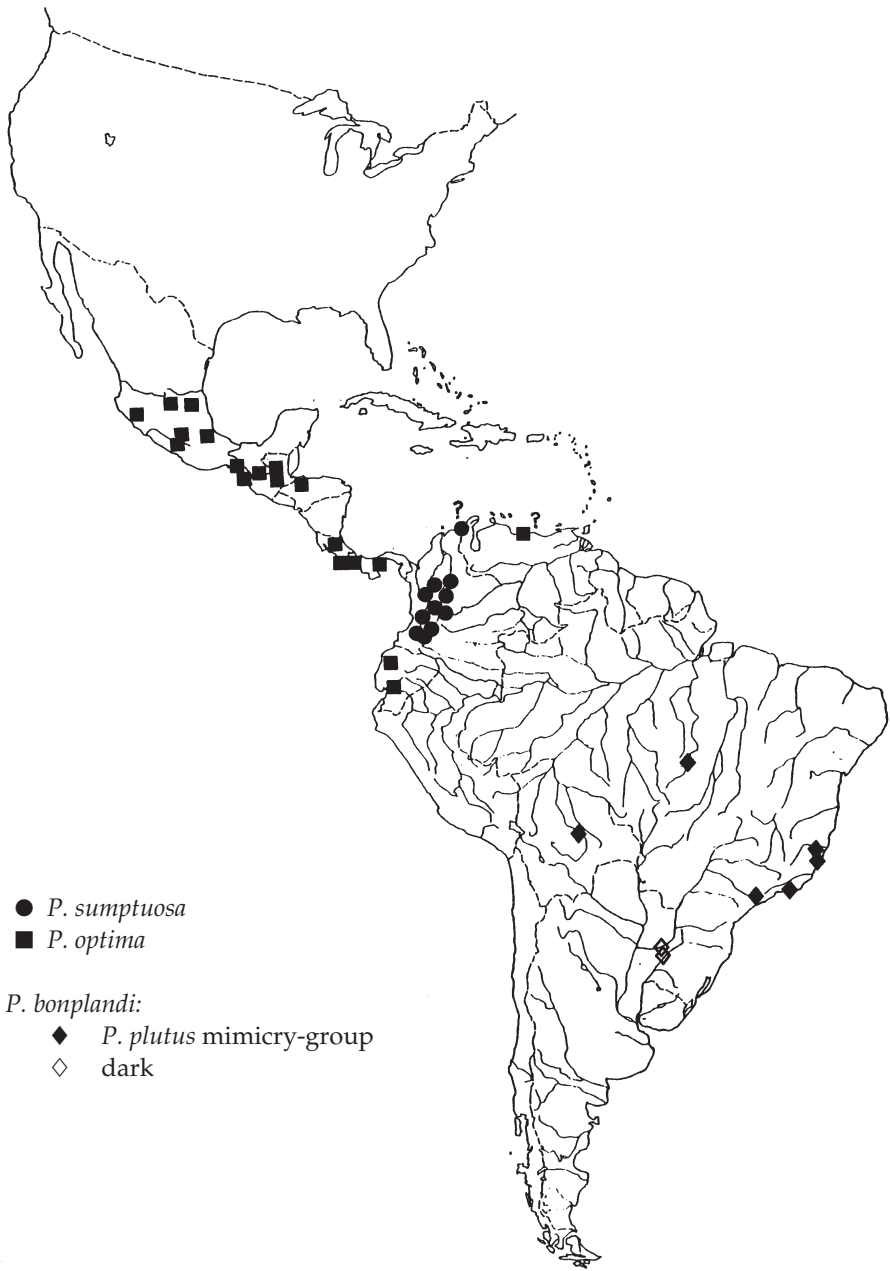 ?
?
P. sumptuosa
P. optima
P. bonplandi:
P. plutus mimicry-group
dark